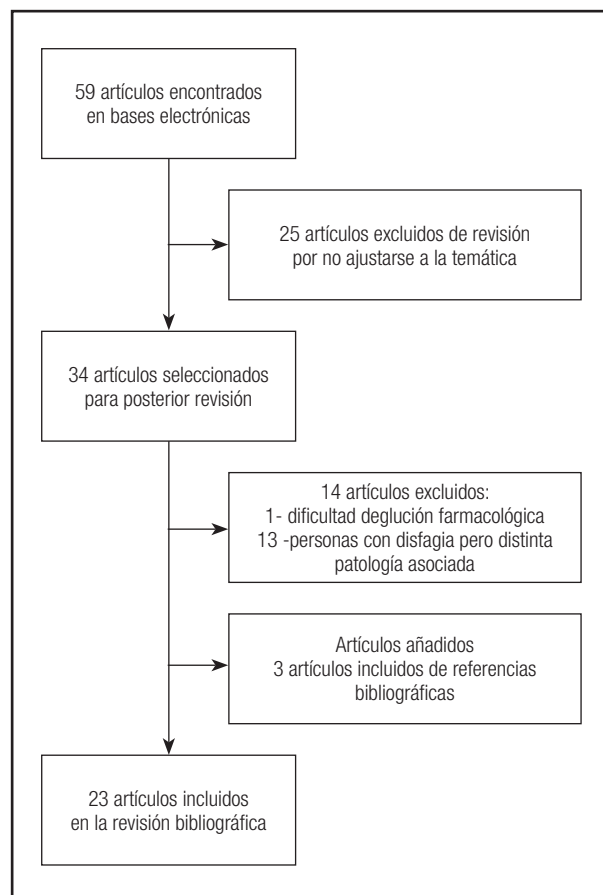 59 artículos encontrados
en bases electrónicas
25 artículos excluidos de revisión
por no ajustarse a la temática
34 artículos seleccionados
para posterior revisión
14 artículos excluidos:
1- dificultad deglución farmacológica
13 -personas con disfagia pero distinta
patología asociada
Artículos añadidos
3 artículos incluidos de referencias
bibliográficas
23 artículos incluidos
en la revisión bibliográfica